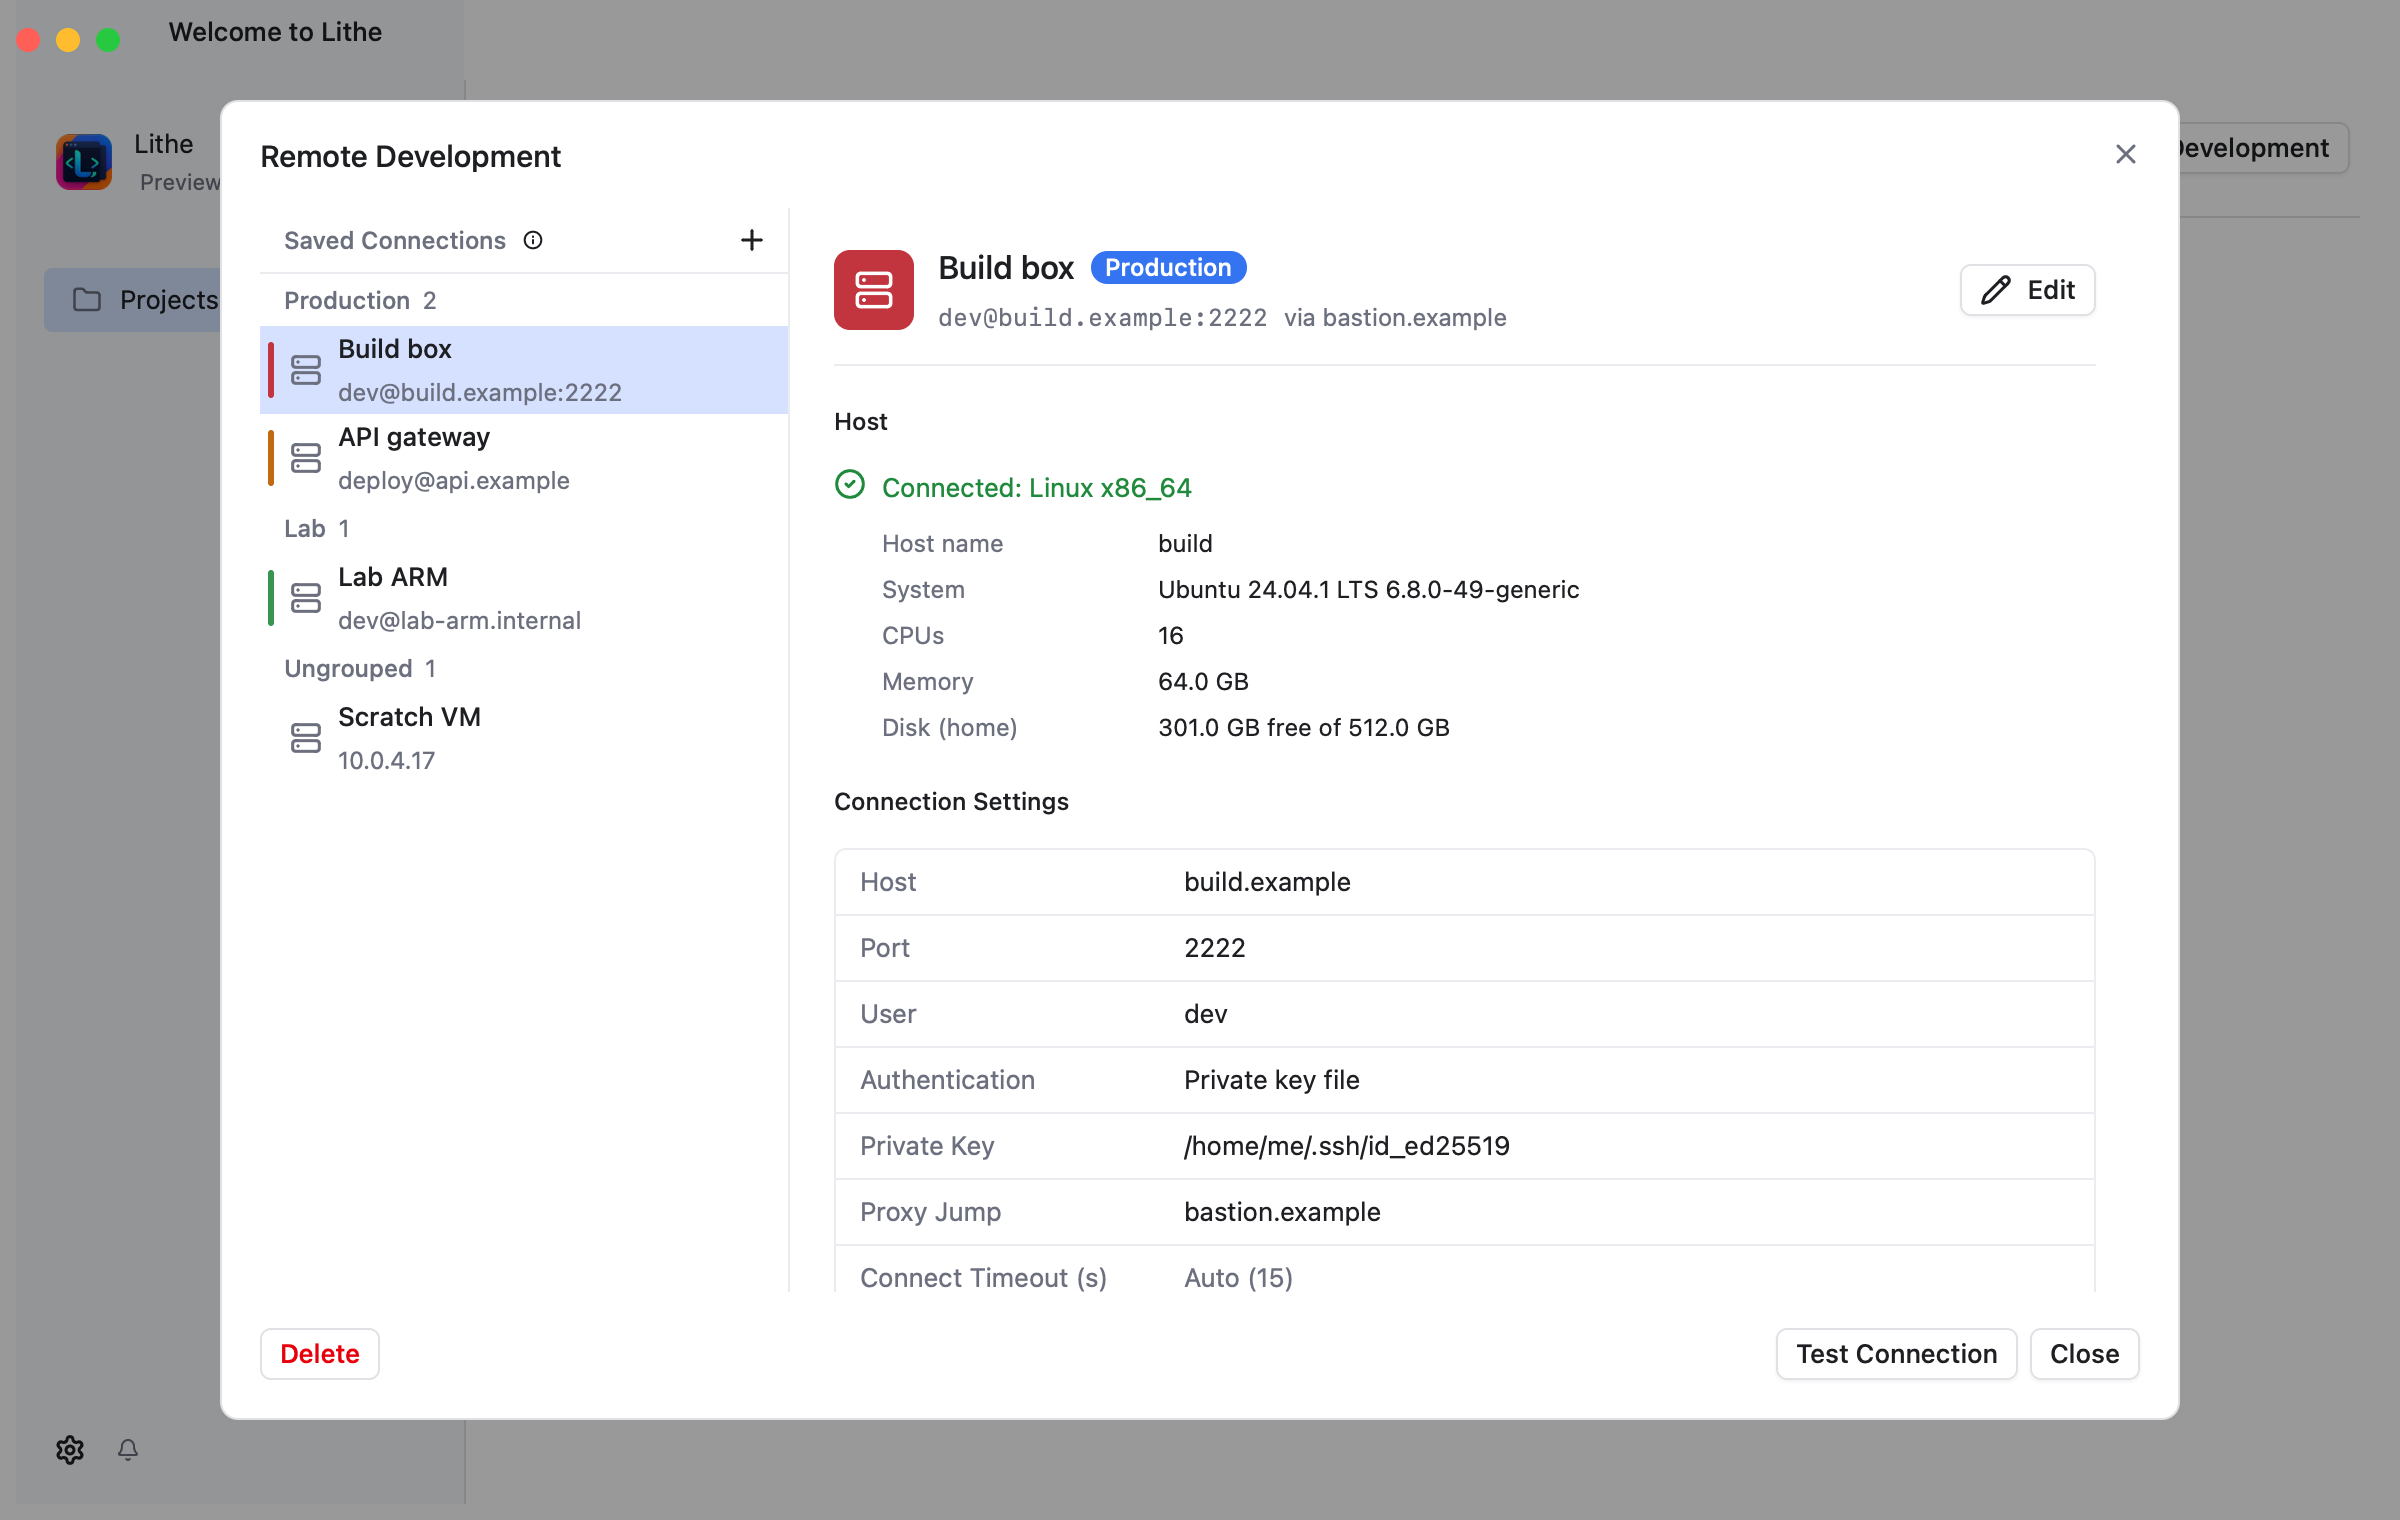 Welcome to Lithe
Lithe
Preview
Projects
Development
Remote Development
Saved Connections
Production 2
Build box
dev@build.example:2222
API gateway
deploy@api.example
Lab 1
Lab ARM
dev@lab-arm.internal
Ungrouped 1
Scratch VM
10.0.4.17
Build box Production
dev@build.example:2222 via bastion.example
Edit
Host
Connected: Linux x86_64
Host name build
System Ubuntu 24.04.1 LTS 6.8.0-49-generic
CPUs 16
Memory 64.0 GB
Disk (home) 301.0 GB free of 512.0 GB
Connection Settings
Host build.example
Port 2222
User dev
Authentication Private key file
Private Key /home/me/.ssh/id_ed25519
Proxy Jump bastion.example
Connect Timeout (s) Auto (15)
Delete
Test Connection
Close